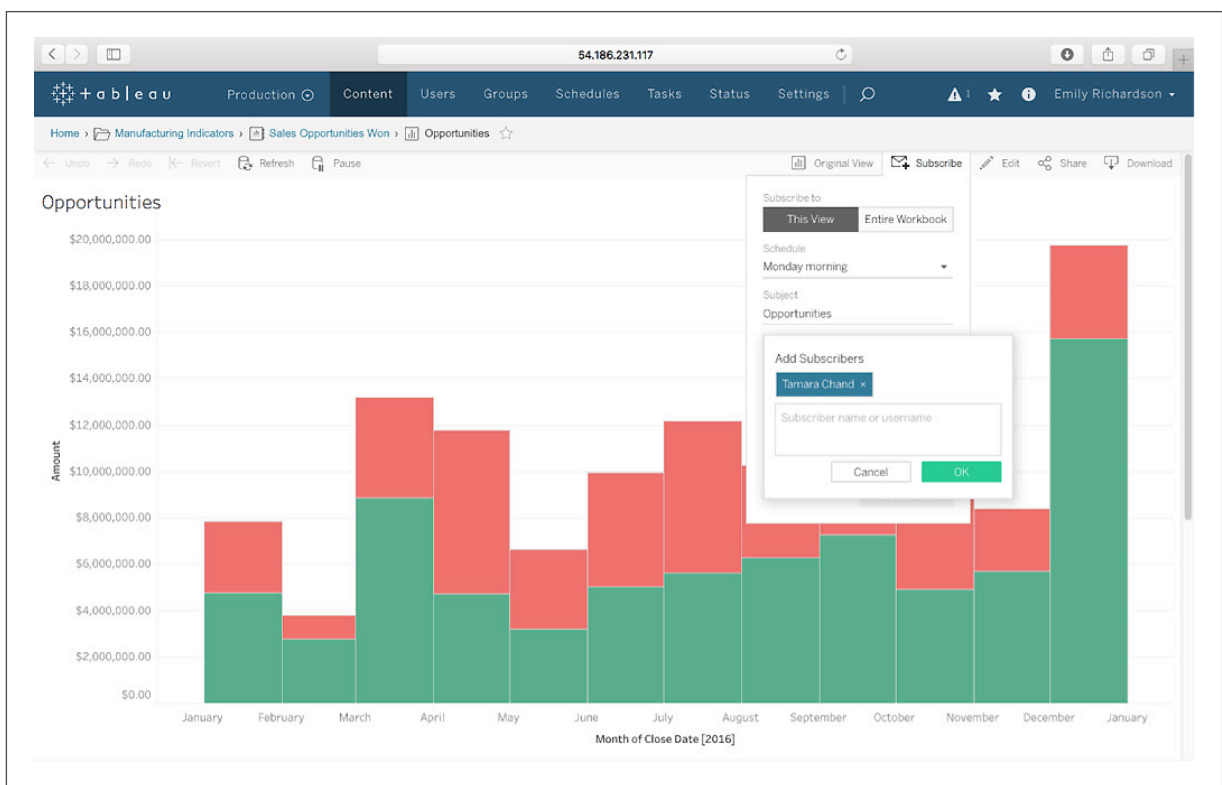 54.186.231.117
+ableau Production Content Users Groups Schedules Tasks Status Settings 1 Emily Richardson
Home › Manufacturing Indicators › Sales Opportunities Won › Opportunities
← Undo → Redo Revert Refresh Pause Original View Subscribe Edit Share Download
Opportunities
Subscribe to
This View Entire Workbook
Schedule
Monday morning
Subject
Opportunities
Add Subscribers
Tamara Chand ×
Subscriber name or username
Cancel OK
$20,000,000.00
$18,000,000.00
$16,000,000.00
$14,000,000.00
$12,000,000.00
$10,000,000.00
$8,000,000.00
$6,000,000.00
$4,000,000.00
$2,000,000.00
$0.00
Amount
January February March April May June July August September October November December January
Month of Close Date [2016]